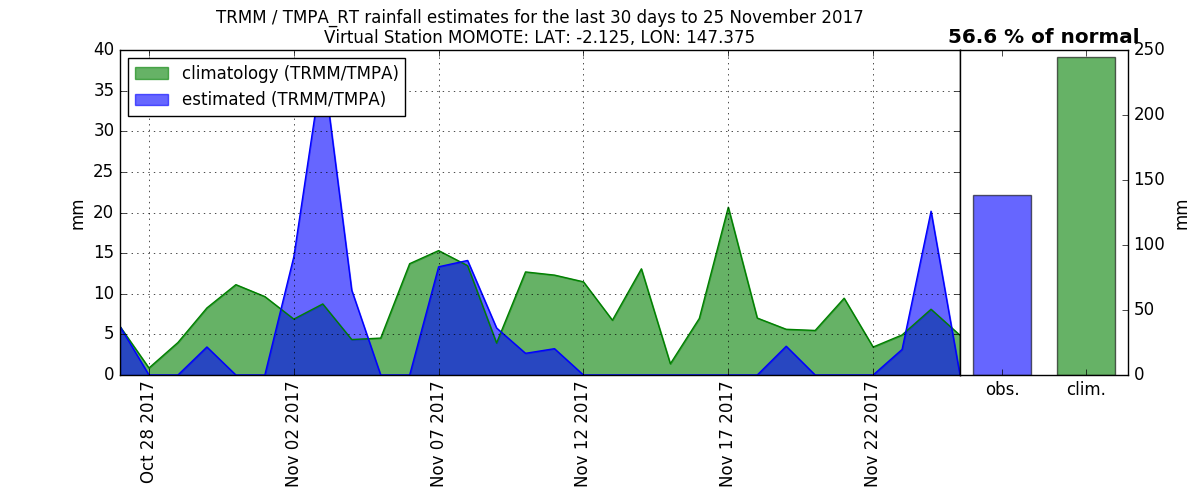 TRMM / TMPA_RT rainfall estimates for the last 30 days to 25 November 2017
Virtual Station MOMOTE: LAT: -2.125, LON: 147.375
56.6 % of normal
climatology (TRMM/TMPA)
estimated (TRMM/TMPA)
40
35
30
25
20
15
10
5
0
mm
Oct 28 2017
Nov 02 2017
Nov 07 2017
Nov 12 2017
Nov 17 2017
Nov 22 2017
obs.
clim.
250
200
150
100
50
0
mm